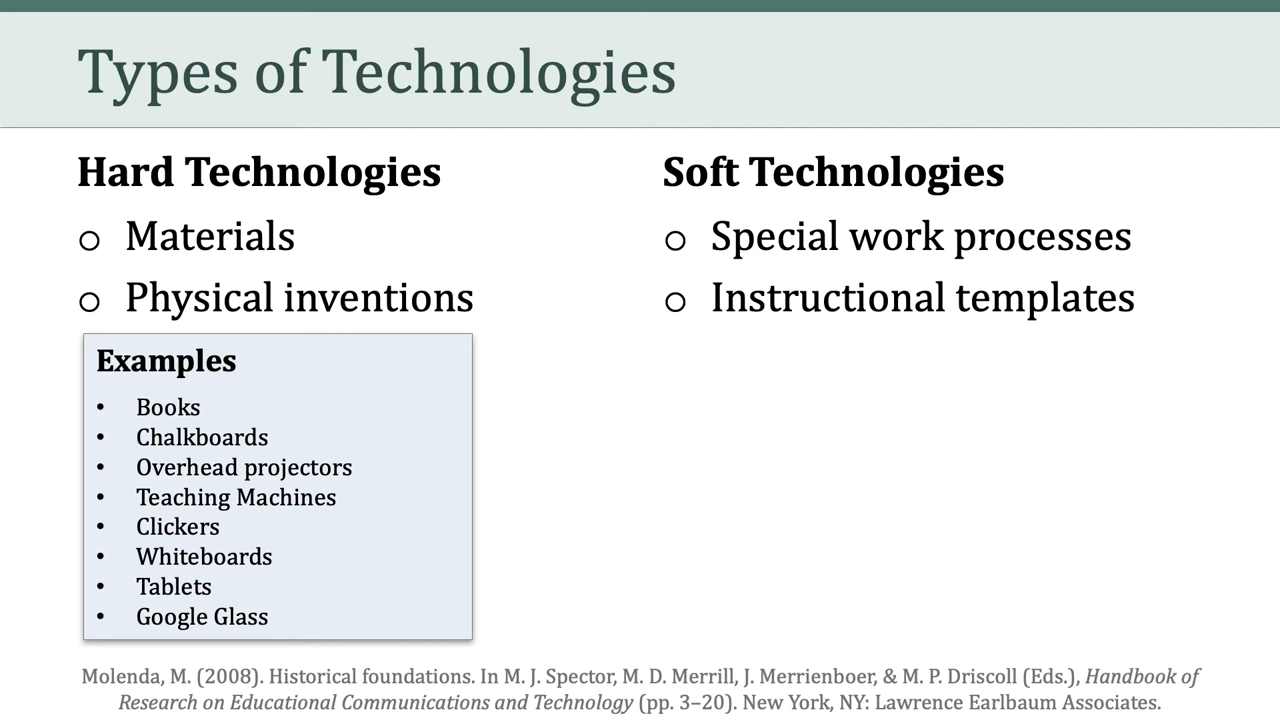 Types of Technologies
Hard Technologies
o Materials
o Physical inventions
Examples
• Books
• Chalkboards
• Overhead projectors
• Teaching Machines
• Clickers
• Whiteboards
• Tablets
• Google Glass
Soft Technologies
o Special work processes
o Instructional templates
Molenda, M. (2008). Historical foundations. In M. J. Spector, M. D. Merrill, J. Merrienboer, & M. P. Driscoll (Eds.), Handbook of
Research on Educational Communications and Technology (pp. 3–20). New York, NY: Lawrence Earlbaum Associates.